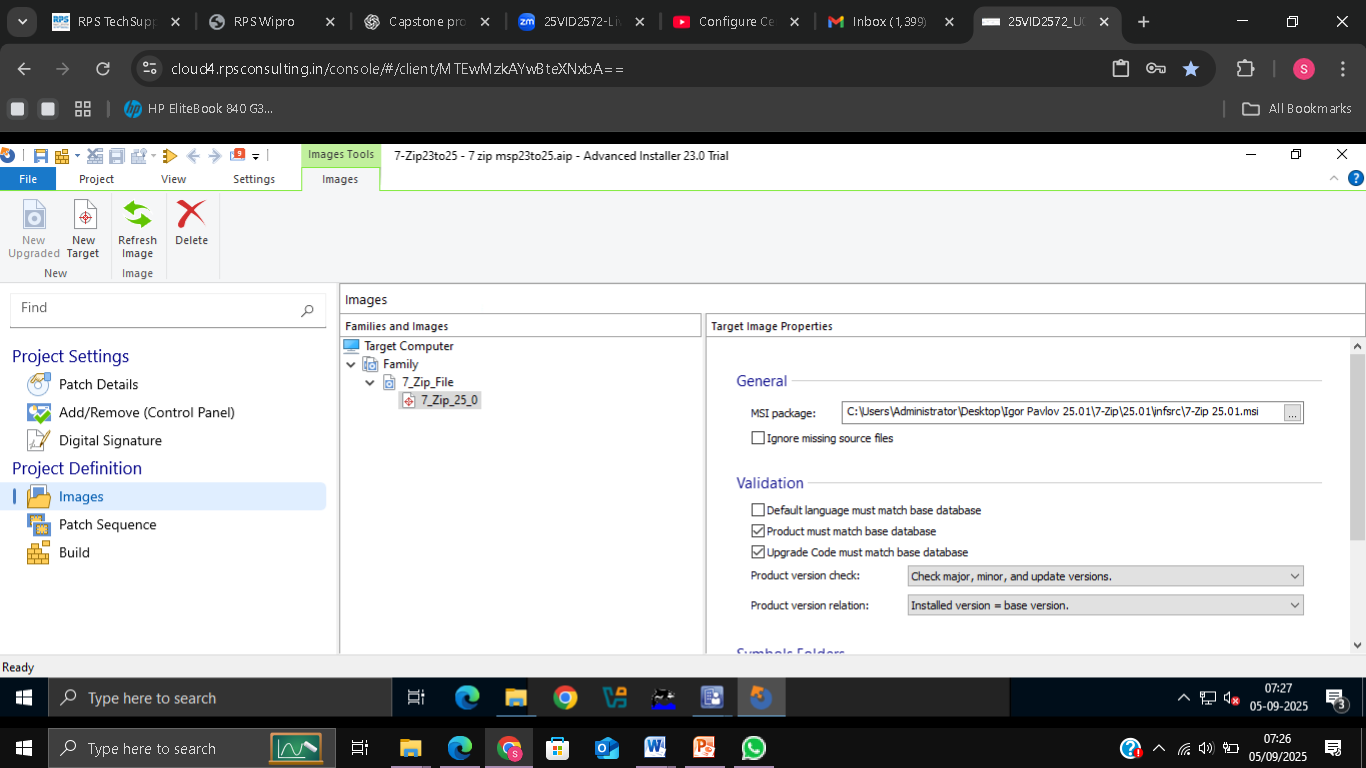 RPS TechSupp
RPS Wipro
Capstone pro
25VID2572-Liv
Configure Ce
Inbox (1,399)
25VID2572_UC
cloud4.rpsconsulting.in/console/#/client/MTEwMzkAYwBteXNxbA==
S
HP EliteBook 840 G3...
All Bookmarks
9
Images Tools
7-Zip23to25 - 7 zip msp23to25.aip - Advanced Installer 23.0 Trial
File
Project
View
Settings
Images
New Upgraded
New Target
Refresh Image
Delete
New
Image
Find
Images
Families and Images
Target Image Properties
Project Settings
Patch Details
Add/Remove (Control Panel)
Digital Signature
Project Definition
Images
Patch Sequence
Build
Target Computer
Family
7_Zip_File
7_Zip_25_0
General
MSI package:
C:\Users\Administrator\Desktop\Igor Pavlov 25.01\7-Zip\25.01\infsrc\7-Zip 25.01.msi
...
Ignore missing source files
Validation
Default language must match base database
Product must match base database
Upgrade Code must match base database
Product version check:
Check major, minor, and update versions.
Product version relation:
Installed version = base version.
Symbols Folders
Ready
Type here to search
07:27
05-09-2025
3
Type here to search
07:26
05/09/2025